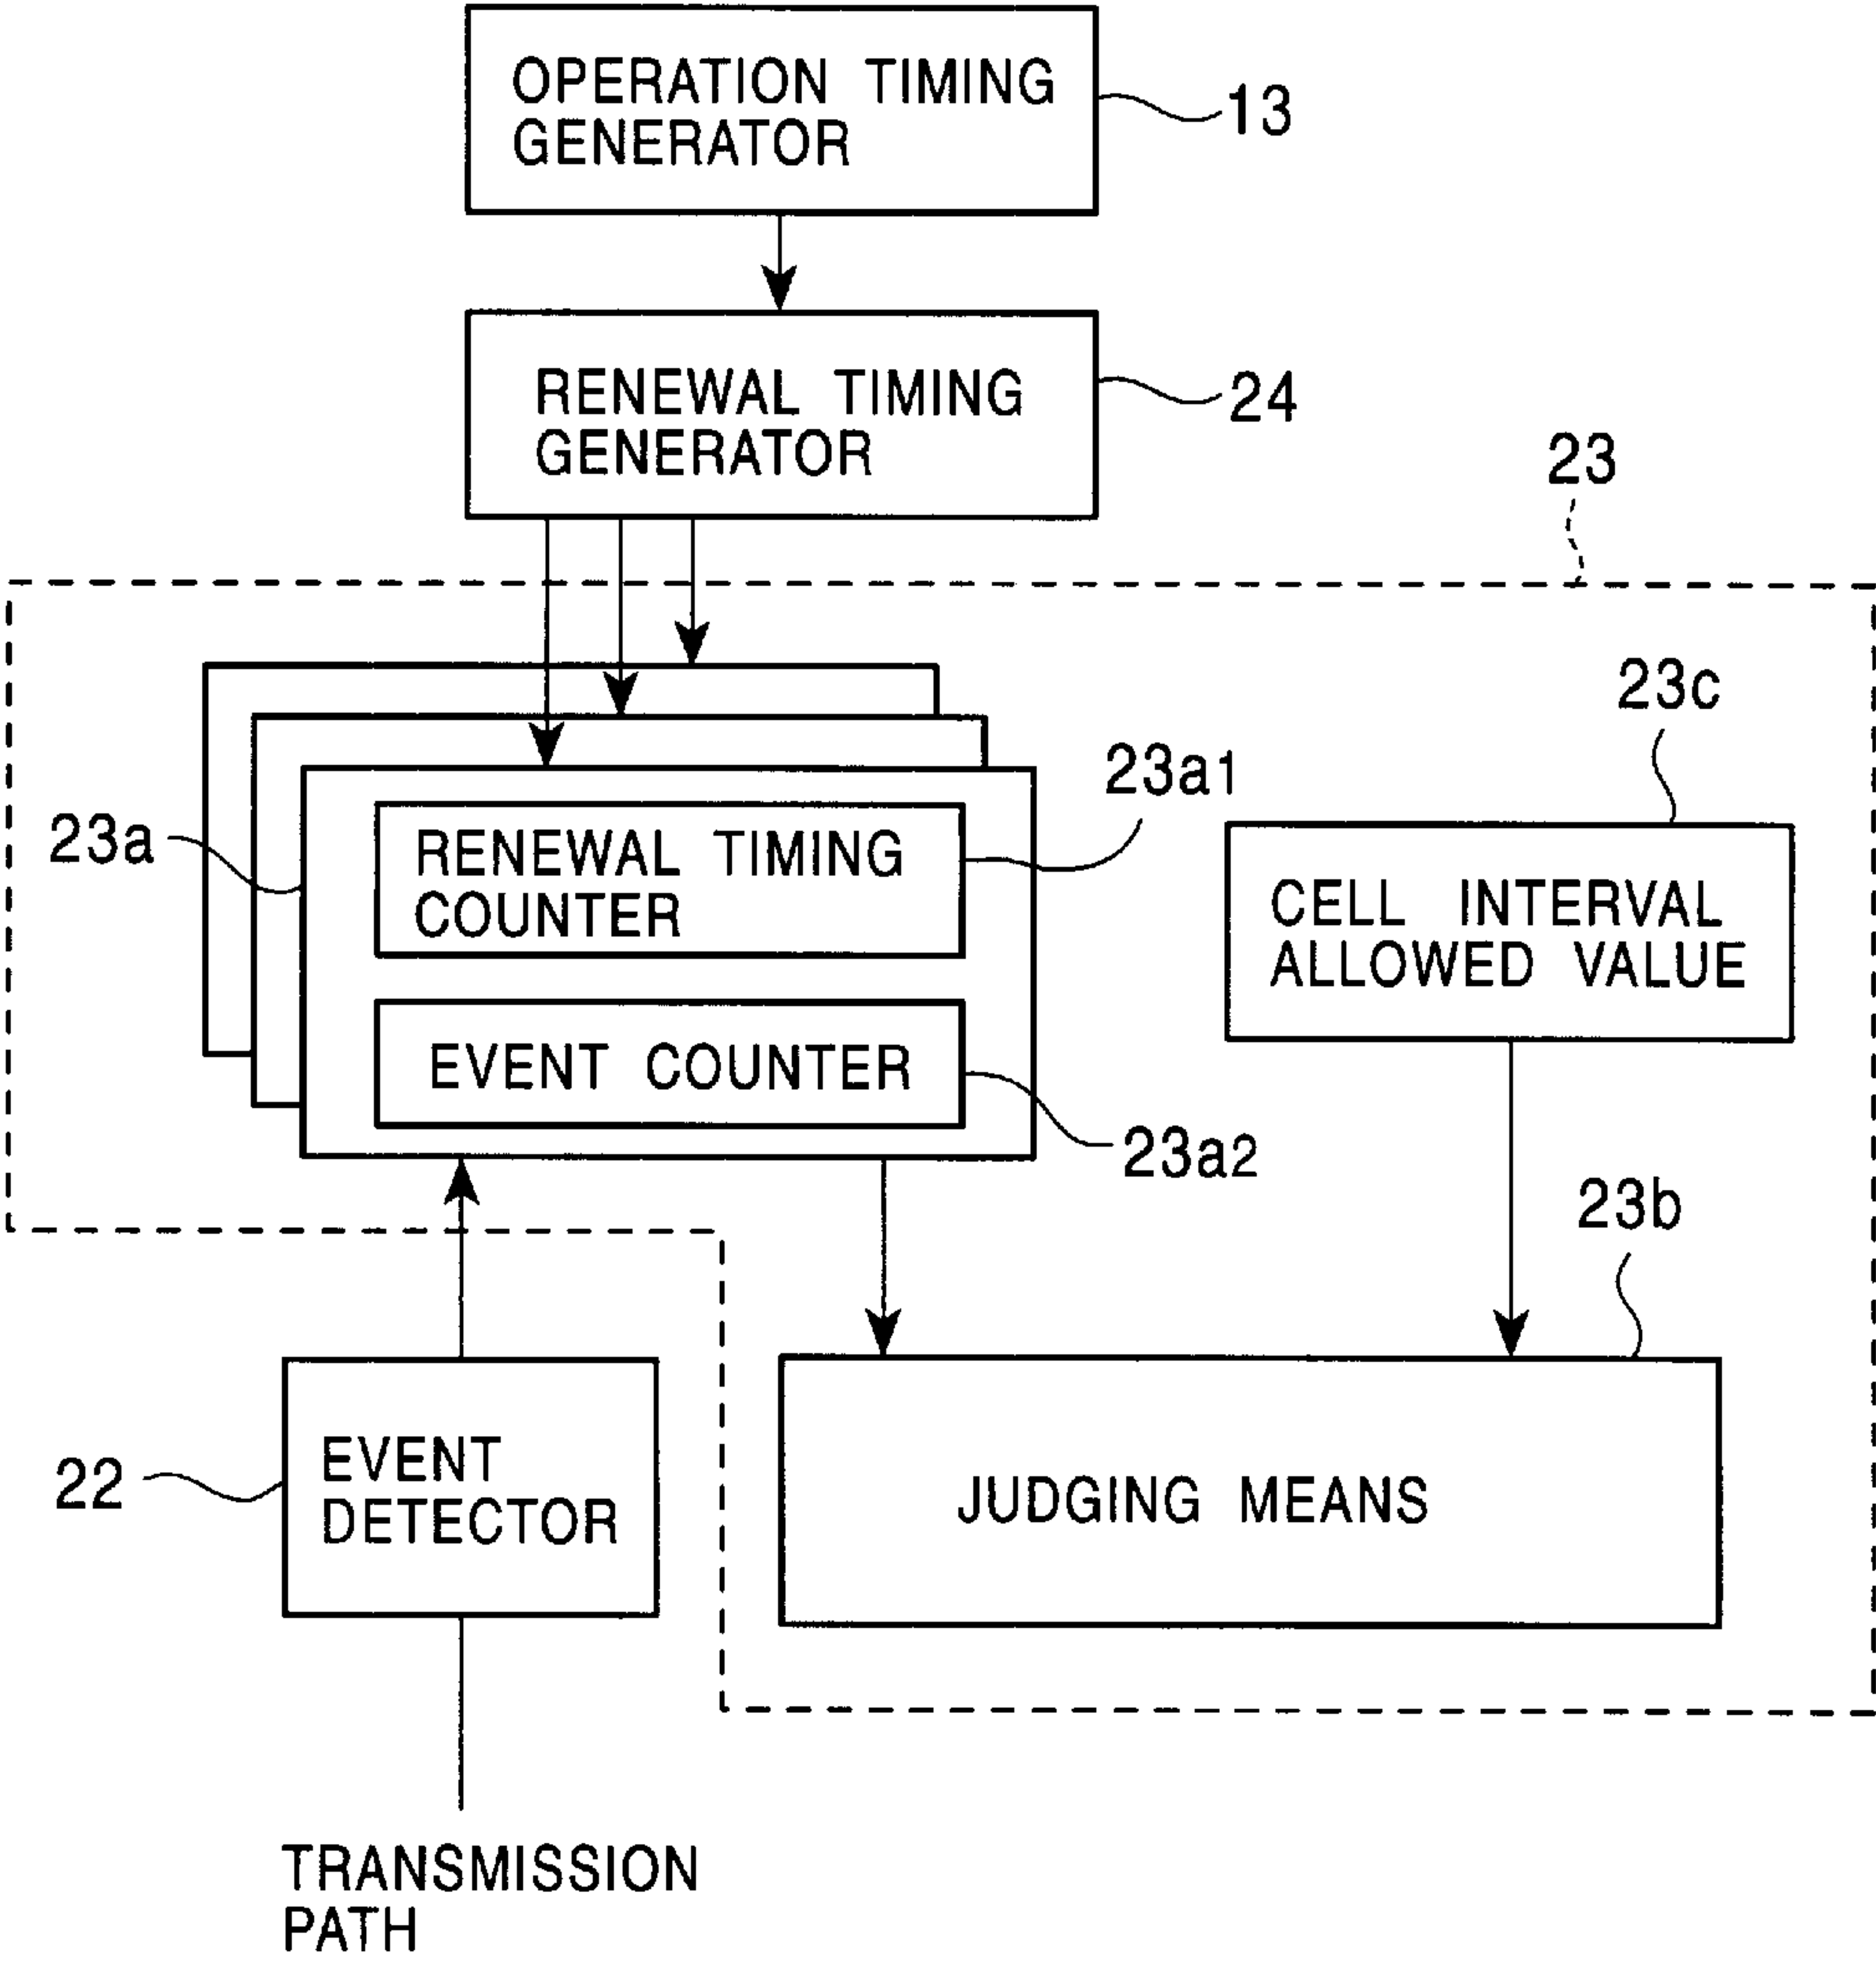 OPERATION TIMING
GENERATOR
13
RENEWAL TIMING
GENERATOR
24
23
23c
23a1
23a
RENEWAL TIMING
COUNTER
CELL INTERVAL
ALLOWED VALUE
EVENT COUNTER
23a2
23b
22
EVENT
DETECTOR
JUDGING MEANS
TRANSMISSION
PATH